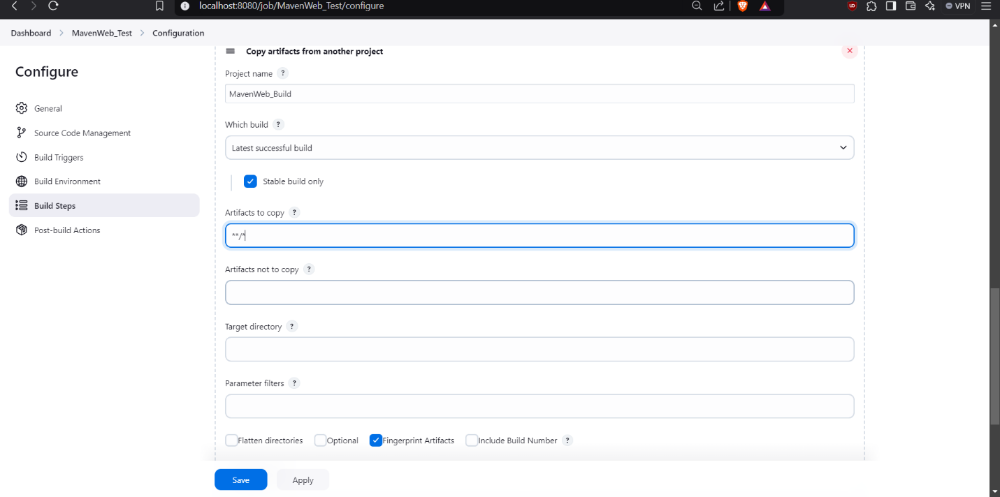 localhost:8080/job/MavenWeb_Test/configure
VPN
Dashboard > MavenWeb_Test > Configuration
Configure
General
Source Code Management
Build Triggers
Build Environment
Build Steps
Post-build Actions
Copy artifacts from another project
Project name ?
MavenWeb_Build
Which build ?
Latest successful build
Stable build only
Artifacts to copy ?
**/*
Artifacts not to copy ?
Target directory ?
Parameter filters ?
Flatten directories Optional Fingerprint Artifacts Include Build Number ?
Save Apply